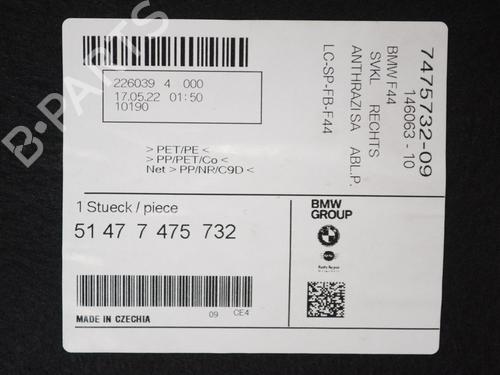 226039 4 000
17.05.22 01:50
10190
> PET/PE <
> PP/PET/Co <
Net > PP/NR/C9D <
1 Stueck / piece
51 47 7 475 732
MADE IN CZECHIA
09 CE4
7475732-09
146063 - 10
BMW F44
SVKL RECHTS
ANTHRAZI SA ABL.P.
LC-SP-FB-F44
BMW
GROUP
B-PARTS